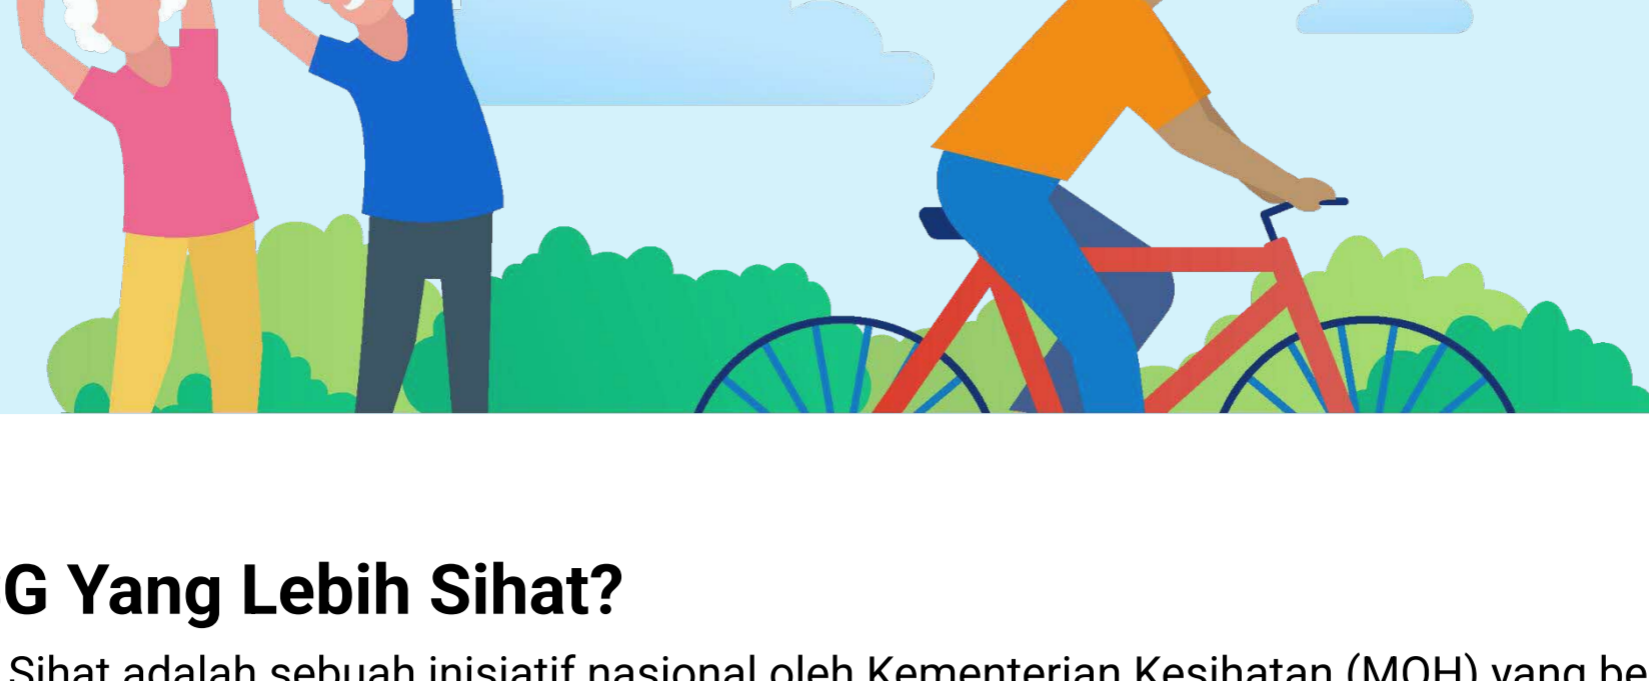 G Yang Lebih Sihat?
Sihat adalah sebuah inisiatif nasional oleh Kementerian Kesihatan (MOH) yang be